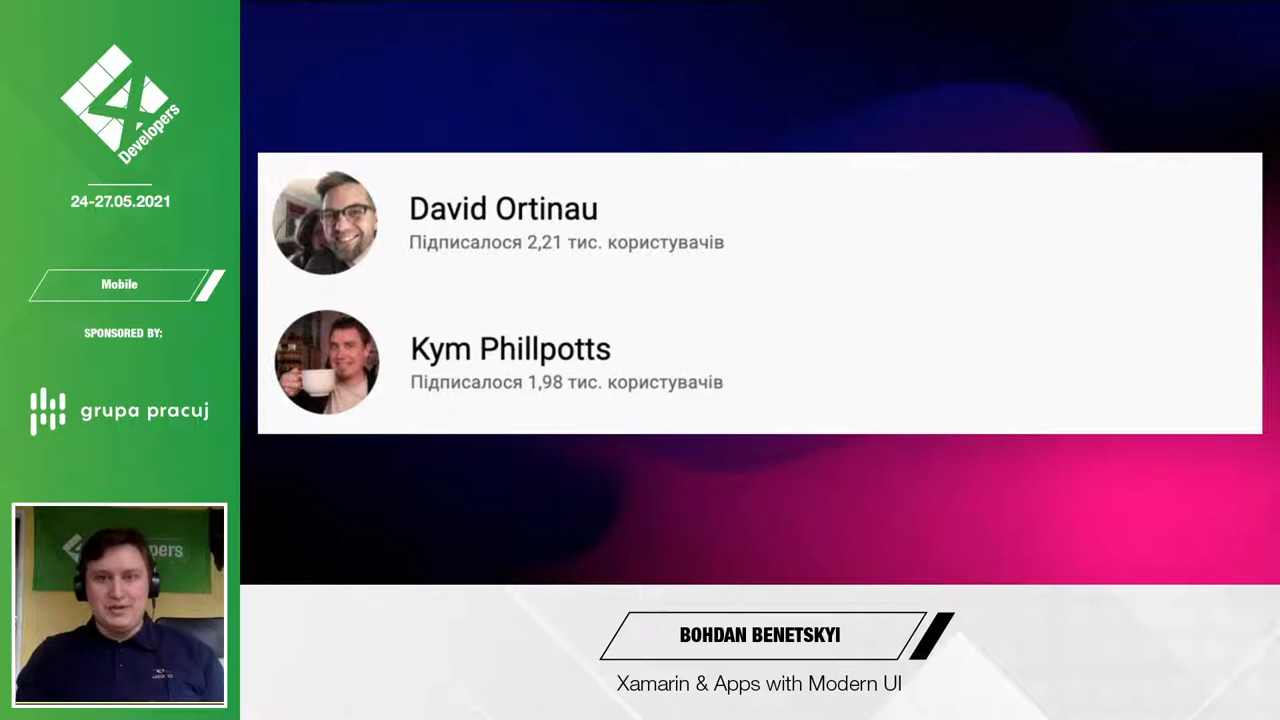 4
Developers
24-27.05.2021
Mobile
SPONSORED BY:
grupa pracuj
David Ortinau
Підписалося 2,21 тис. користувачів
Kym Phillpotts
Підписалося 1,98 тис. користувачів
BOHDAN BENETSKYI
Xamarin & Apps with Modern UI